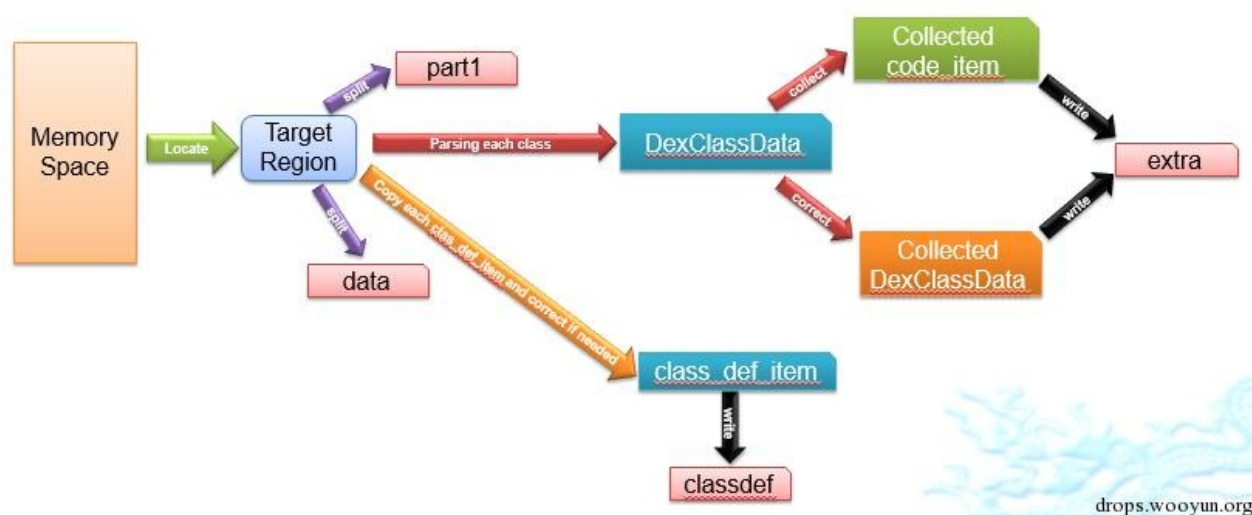 Memory
Space
Locate
Target
Region
split
part1
split
data
Parsing each class
DexClassData
collect
Collected
code_item
write
correct
Collected
DexClassData
write
extra
Copy each clas_def_item and correct if needed
class_def_item
write
classdef
drops.wooyun.org